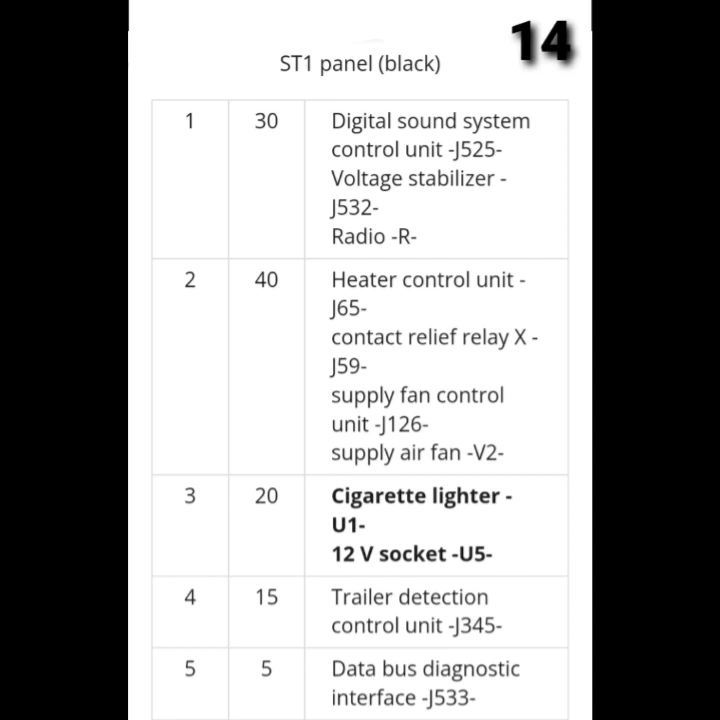 14
ST1 panel (black)
1 30 Digital sound system
control unit -J525-
Voltage stabilizer -
J532-
Radio -R-
2 40 Heater control unit -
J65-
contact relief relay X -
J59-
supply fan control
unit -J126-
supply air fan -V2-
3 20 Cigarette lighter -
U1-
12 V socket -U5-
4 15 Trailer detection
control unit -J345-
5 5 Data bus diagnostic
interface -J533-